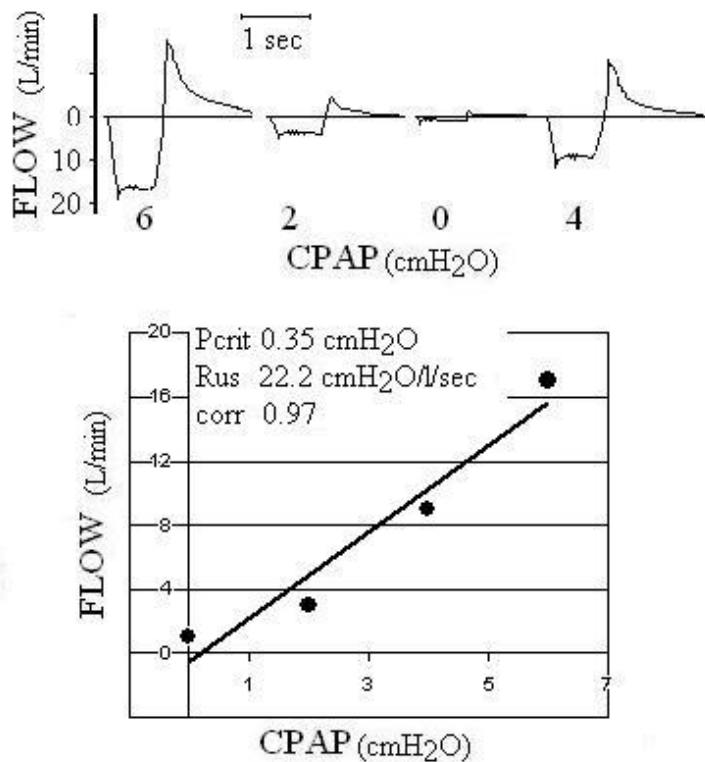 1 sec
FLOW (L/min)
0
10
20
6 2 0 4
CPAP (cmH2O)
20
Pcrit 0.35 cmH2O
Rus 22.2 cmH2O/l/sec
corr 0.97
16
12
8
4
0
FLOW (L/min)
1 3 5 7
CPAP (cmH2O)